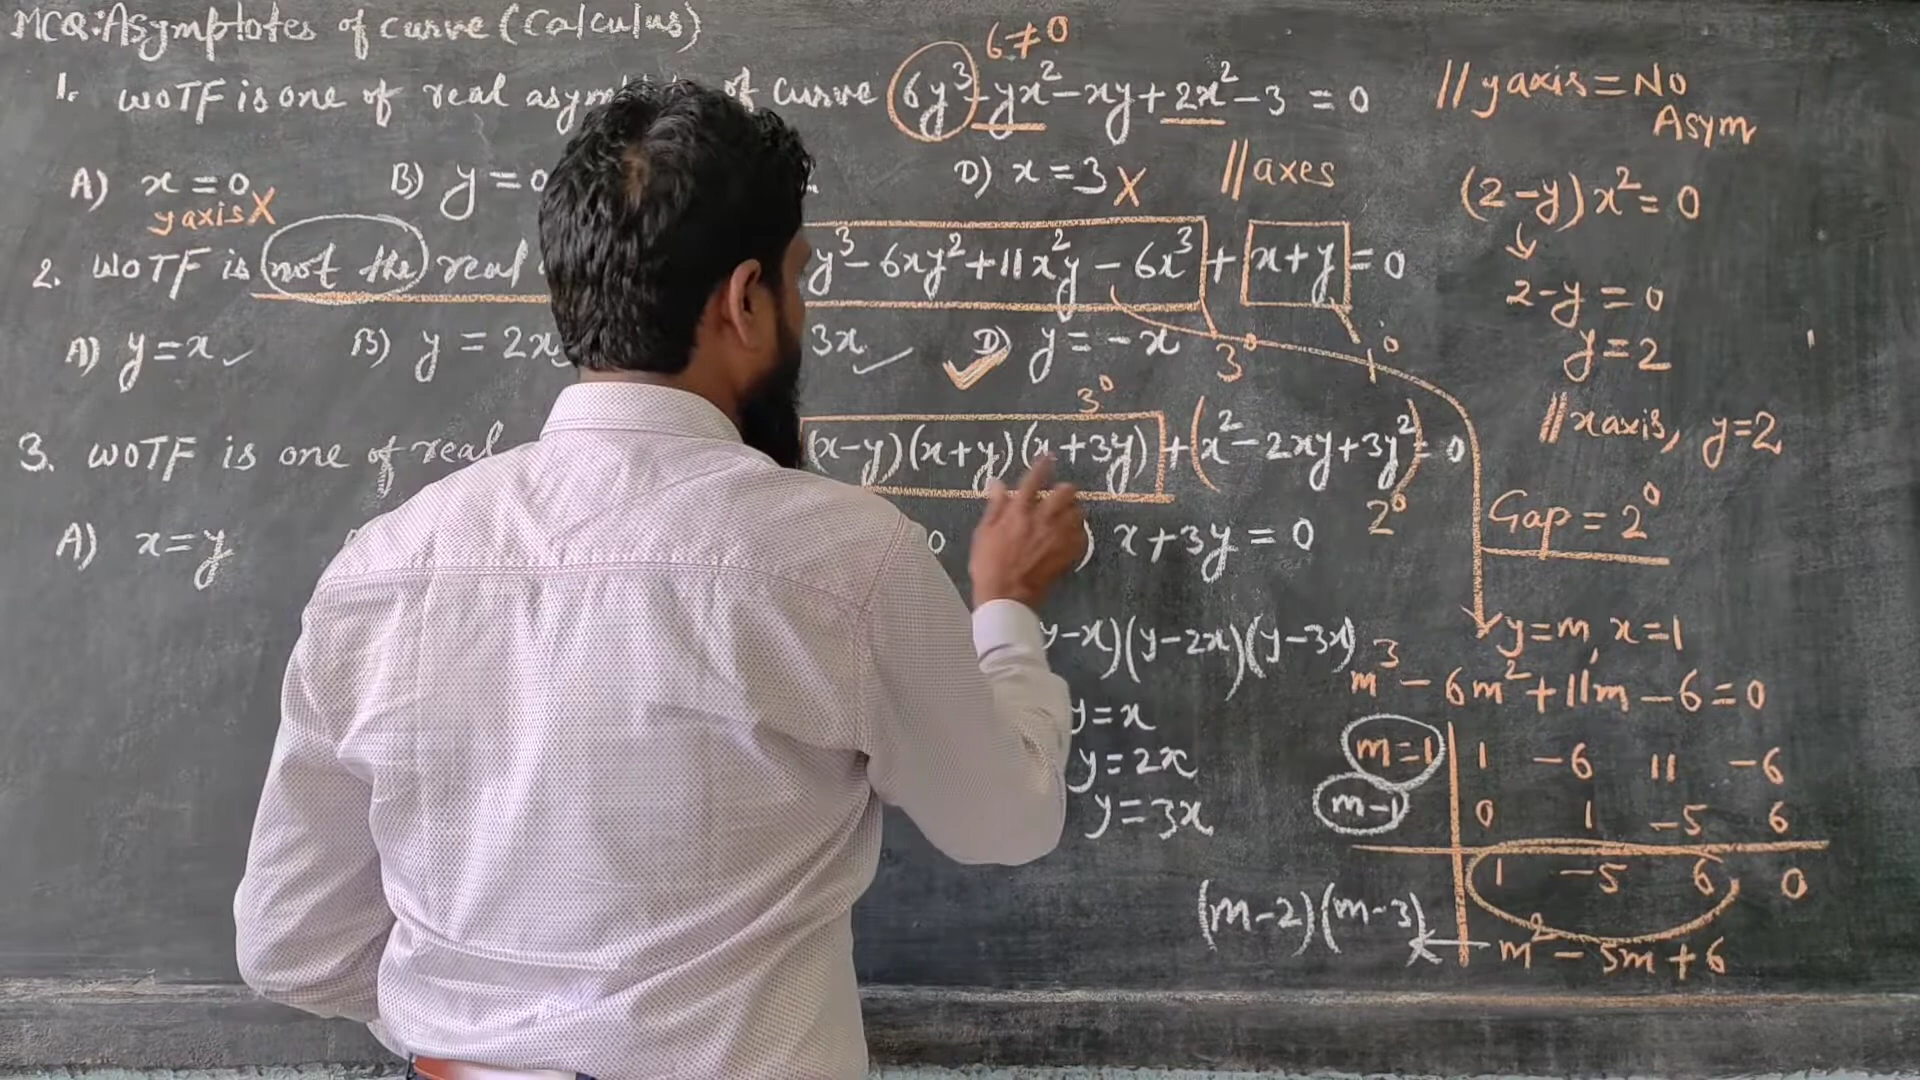 MCQ: Asymptotes of curve (Calculus)
6≠0
1. WOTF is one of real asym of curve 6y³-yx²-xy+2x²-3 = 0
A) x=0 B) y=0 D) x=3 X
y axis X
2. WOTF is not the real y³-6xy²+11x²y-6x³+x+y=0
A) y=x ✓ B) y=2x 3x ✓ D) y=-x ✓
3° 1°
3°
3. WOTF is one of real (x-y)(x+y)(x+3y)+(x²-2xy+3y²)=0
2°
A) x=y 0 ) x+3y=0
y-x)(y-2x)(y-3x)
y=x
y=2x
y=3x
//y axis = No
Asym
//axes
(2-y)x²=0
2-y=0
y=2
//x axis, y=2
Gap=2°
y=m, x=1
m³-6m²+11m-6=0
m=1 1 -6 11 -6
m-1 0 1 -5 6
1 -5 6 0
(m-2)(m-3) ← m²-5m+6